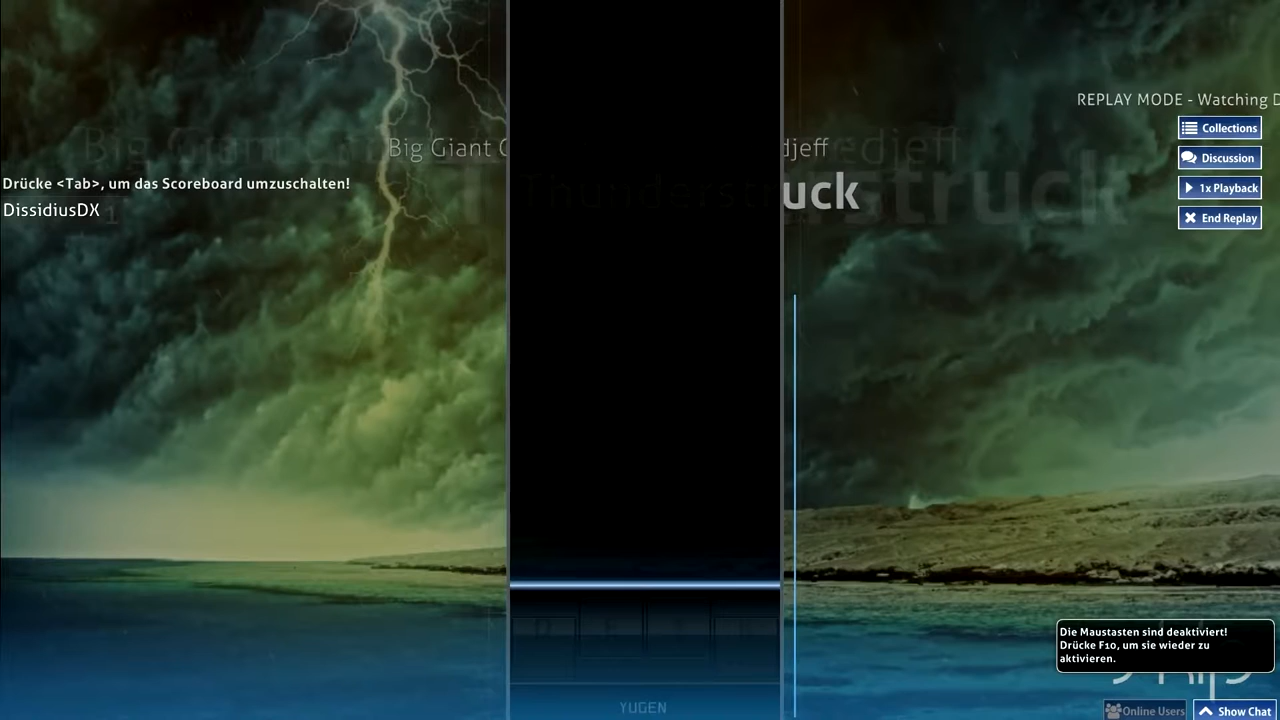 REPLAY MODE - Watching D
Collections
Big Giant C
djeff
Discussion
Drücke <Tab>, um das Scoreboard umzuschalten!
1x Playback
uck
DissidiusDX
End Replay
Die Maustasten sind deaktiviert!
Drücke F10, um sie wieder zu
aktivieren.
YUGEN
Online Users
Show Chat